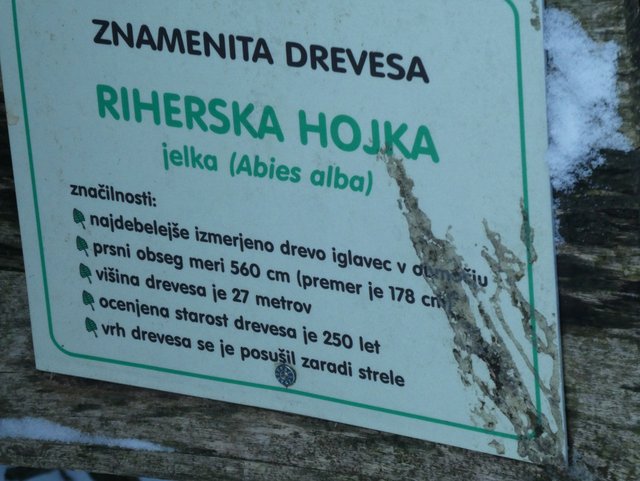 ZNAMENITA DREVESA
RIHERSKA HOJKA
jelka (Abies alba)
značilnosti:
najdebelejše izmerjeno drevo iglavec v območju
prsni obseg meri 560 cm (premer je 178 cm)
višina drevesa je 27 metrov
ocenjena starost drevesa je 250 let
vrh drevesa se je posušil zaradi strele